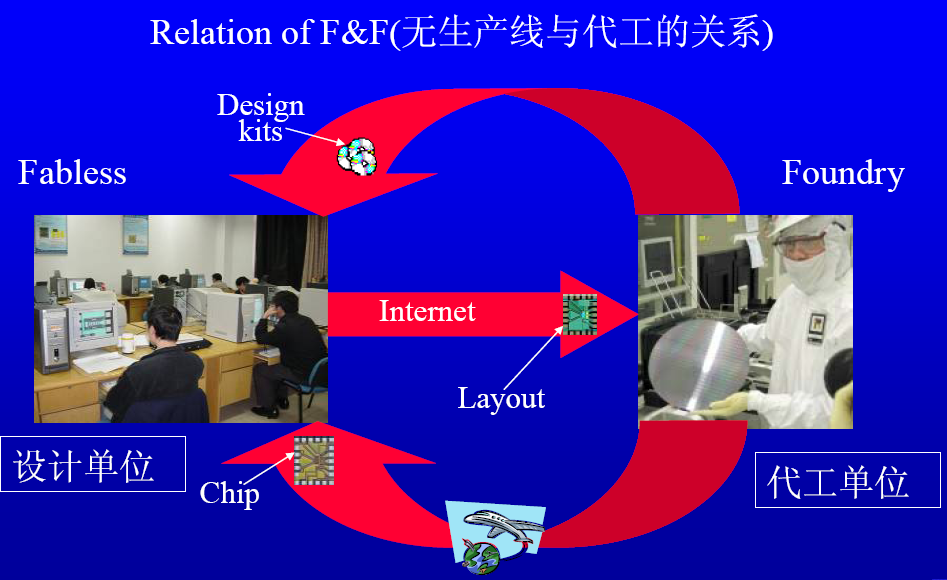 Relation of F&F(无生产线与代工的关系)
Design
kits
Fabless
Foundry
Internet
Layout
设计单位
Chip
代工单位